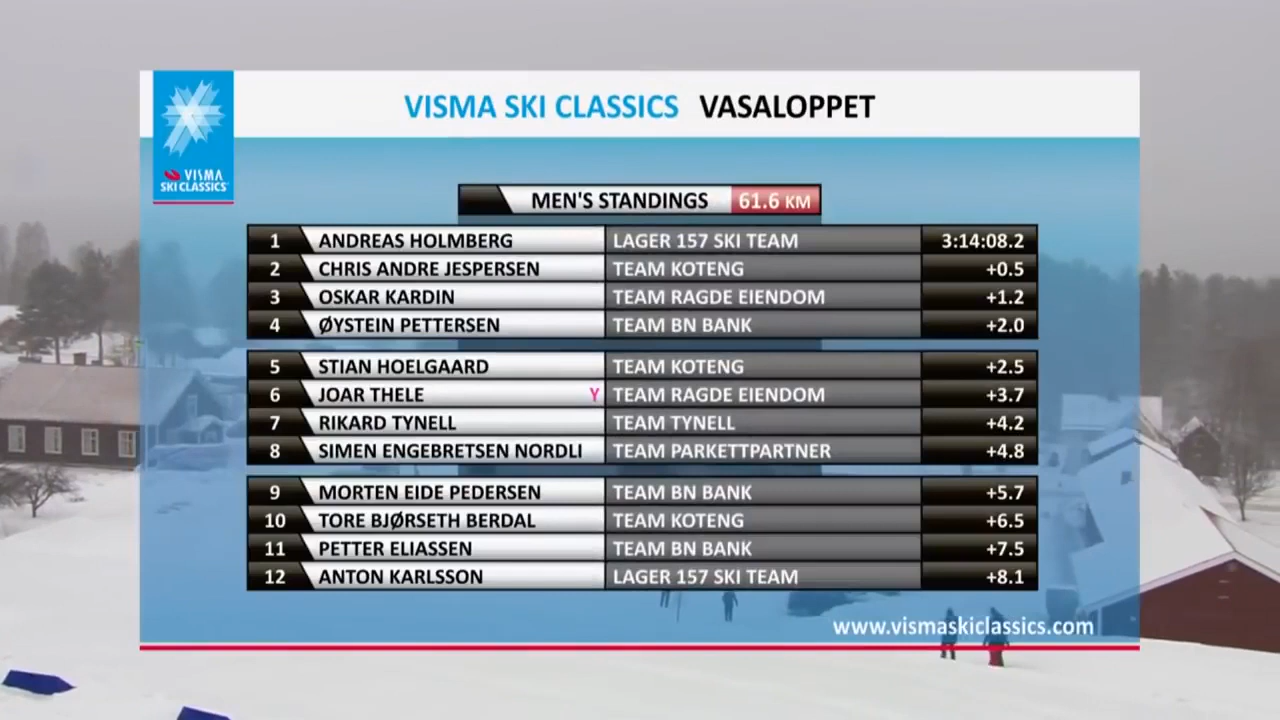 VISMA SKI CLASSICS VASALOPPET
VISMA
SKI CLASSICS
MEN'S STANDINGS 61.6 KM
1 ANDREAS HOLMBERG LAGER 157 SKI TEAM 3:14:08.2
2 CHRIS ANDRE JESPERSEN TEAM KOTENG +0.5
3 OSKAR KARDIN TEAM RAGDE EIENDOM +1.2
4 ØYSTEIN PETTERSEN TEAM BN BANK +2.0
5 STIAN HOELGAARD TEAM KOTENG +2.5
6 JOAR THELE Y TEAM RAGDE EIENDOM +3.7
7 RIKARD TYNELL TEAM TYNELL +4.2
8 SIMEN ENGEBRETSEN NORDLI TEAM PARKETTPARTNER +4.8
9 MORTEN EIDE PEDERSEN TEAM BN BANK +5.7
10 TORE BJØRSETH BERDAL TEAM KOTENG +6.5
11 PETTER ELIASSEN TEAM BN BANK +7.5
12 ANTON KARLSSON LAGER 157 SKI TEAM +8.1
www.vismaskiclassics.com